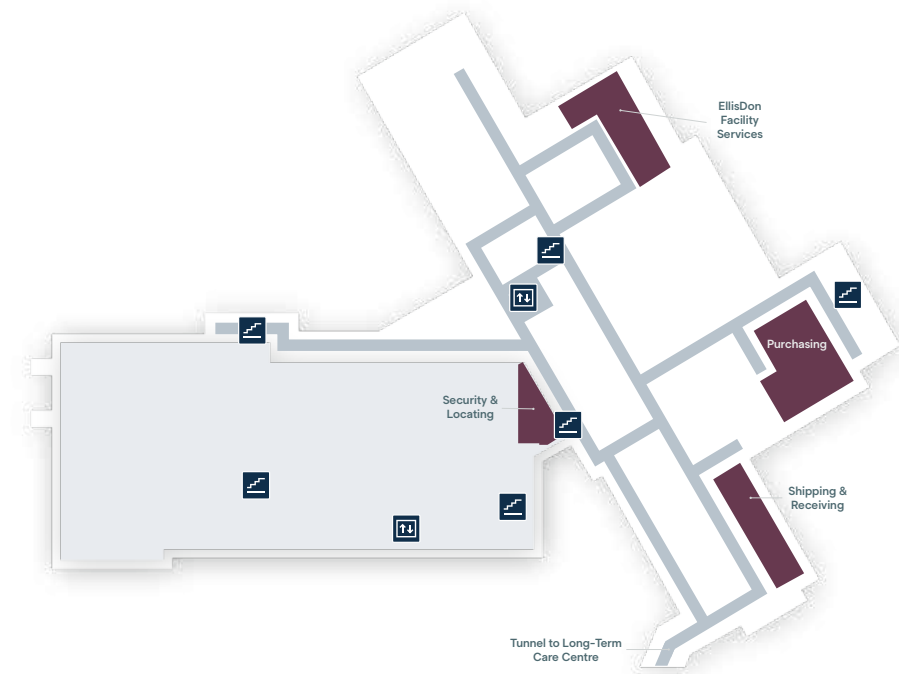 EllisDon
Facility
Services
Purchasing
Security &
Locating
Shipping &
Receiving
Tunnel to Long-Term
Care Centre